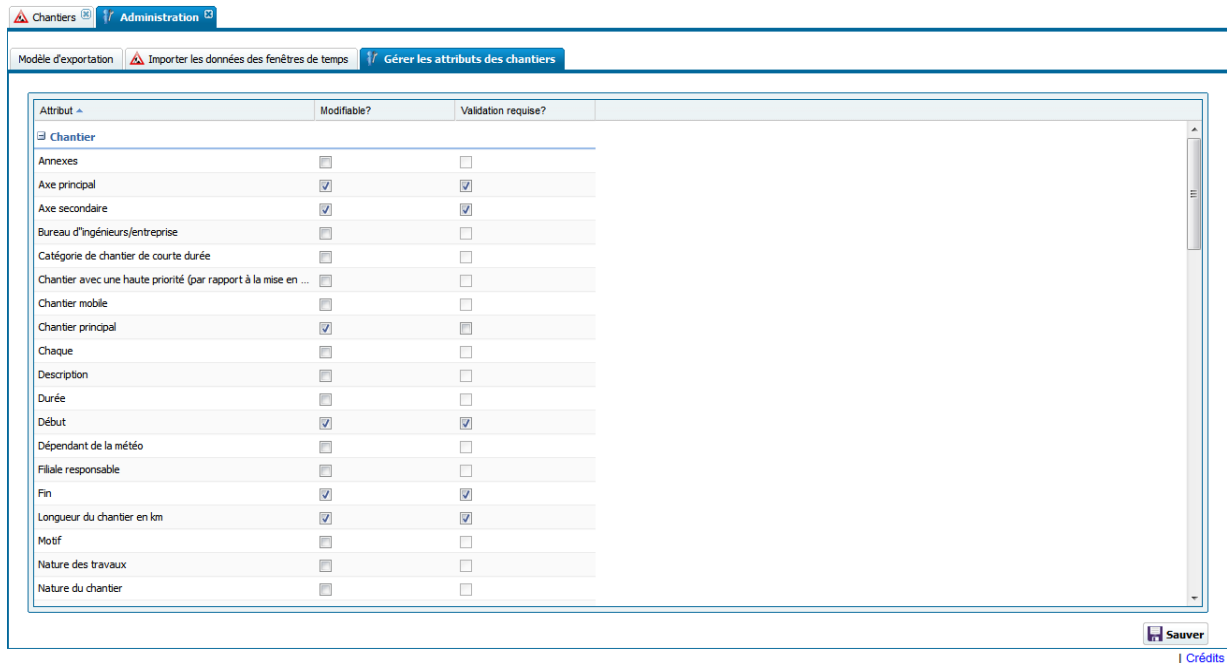 Chantiers Administration
Modèle d'exportation Importer les données des fenêtres de temps Gérer les attributs des chantiers
Attribut Modifiable? Validation requise?
Chantier
Annexes
Axe principal
Axe secondaire
Bureau d''ingénieurs/entreprise
Catégorie de chantier de courte durée
Chantier avec une haute priorité (par rapport à la mise en ...
Chantier mobile
Chantier principal
Chaque
Description
Durée
Début
Dépendant de la météo
Filiale responsable
Fin
Longueur du chantier en km
Motif
Nature des travaux
Nature du chantier
Sauver
| Crédits